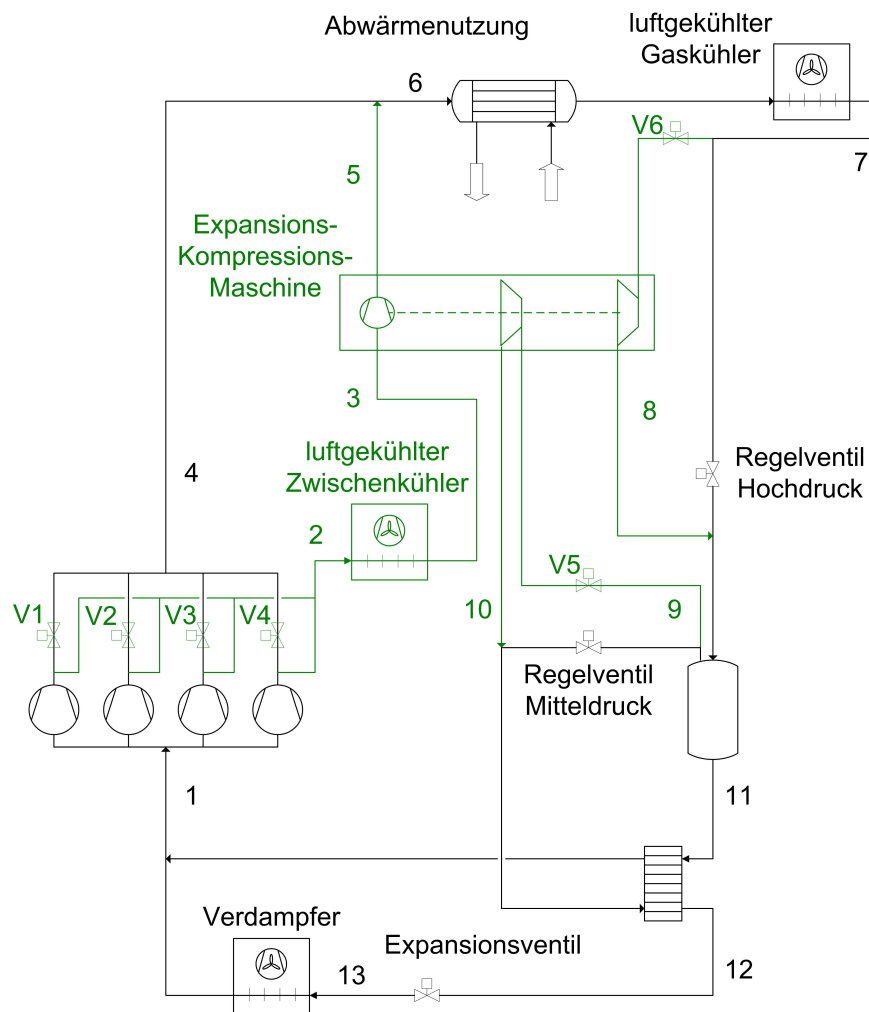 Abwärmenutzung
luftgekühlter
Gaskühler
6
V6
7
5
Expansions-
Kompressions-
Maschine
3
8
4
luftgekühlter
Zwischenkühler
Regelventil
Hochdruck
2
V1
V2
V3
V4
V5
10
9
Regelventil
Mitteldruck
1
11
Verdampfer
Expansionsventil
13
12